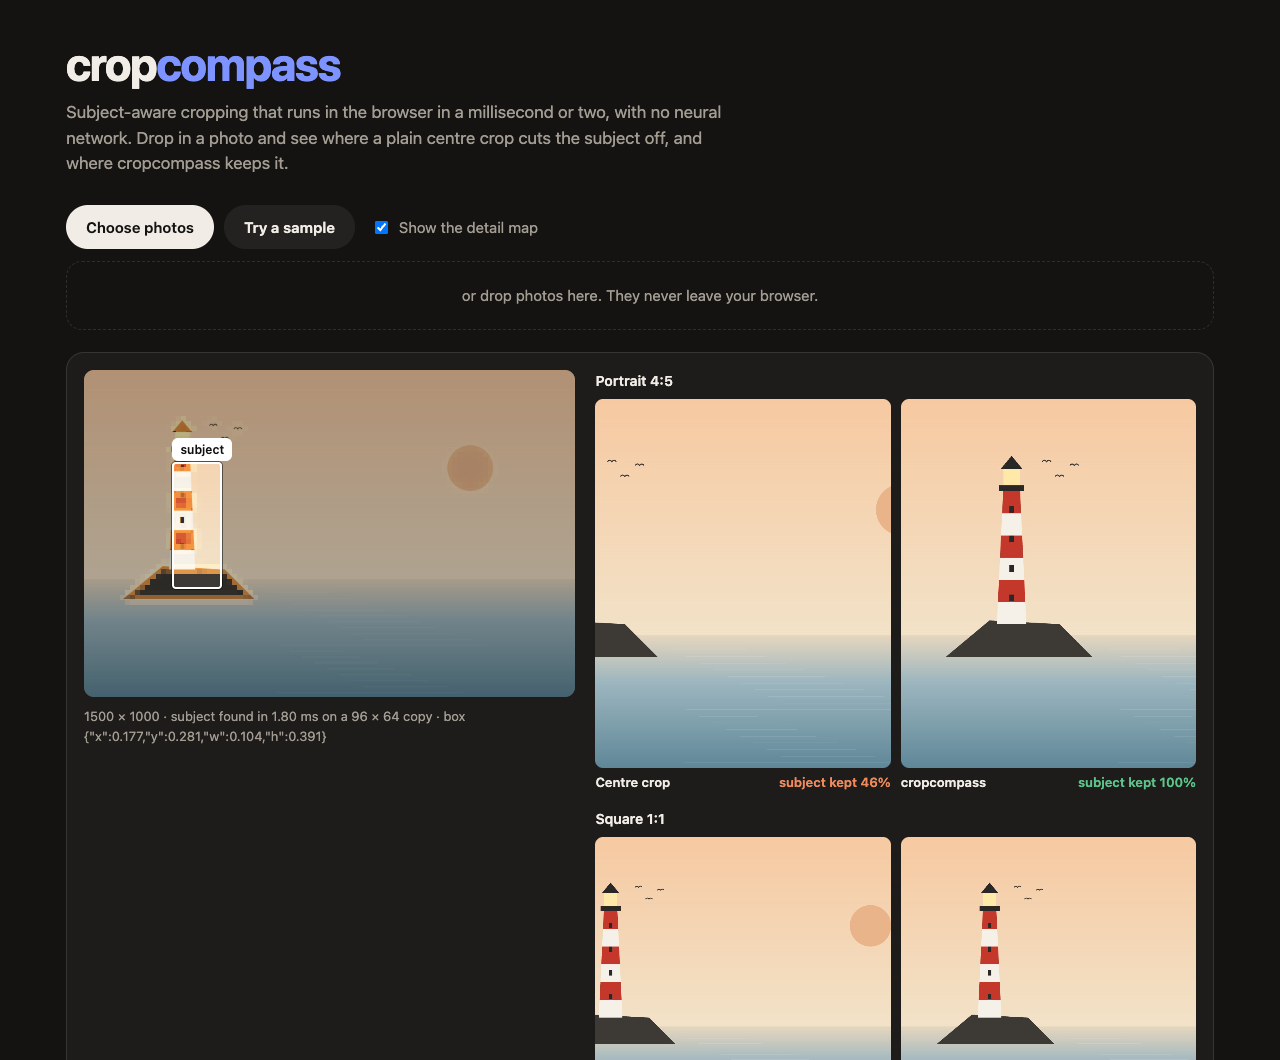 cropcompass
Subject-aware cropping that runs in the browser in a millisecond or two, with no neural
network. Drop in a photo and see where a plain centre crop cuts the subject off, and
where cropcompass keeps it.
Choose photos
Try a sample
Show the detail map
or drop photos here. They never leave your browser.
subject
1500 × 1000 · subject found in 1.80 ms on a 96 × 64 copy · box
{"x":0.177,"y":0.281,"w":0.104,"h":0.391}
Portrait 4:5
Centre crop
subject kept 46%
cropcompass
subject kept 100%
Square 1:1